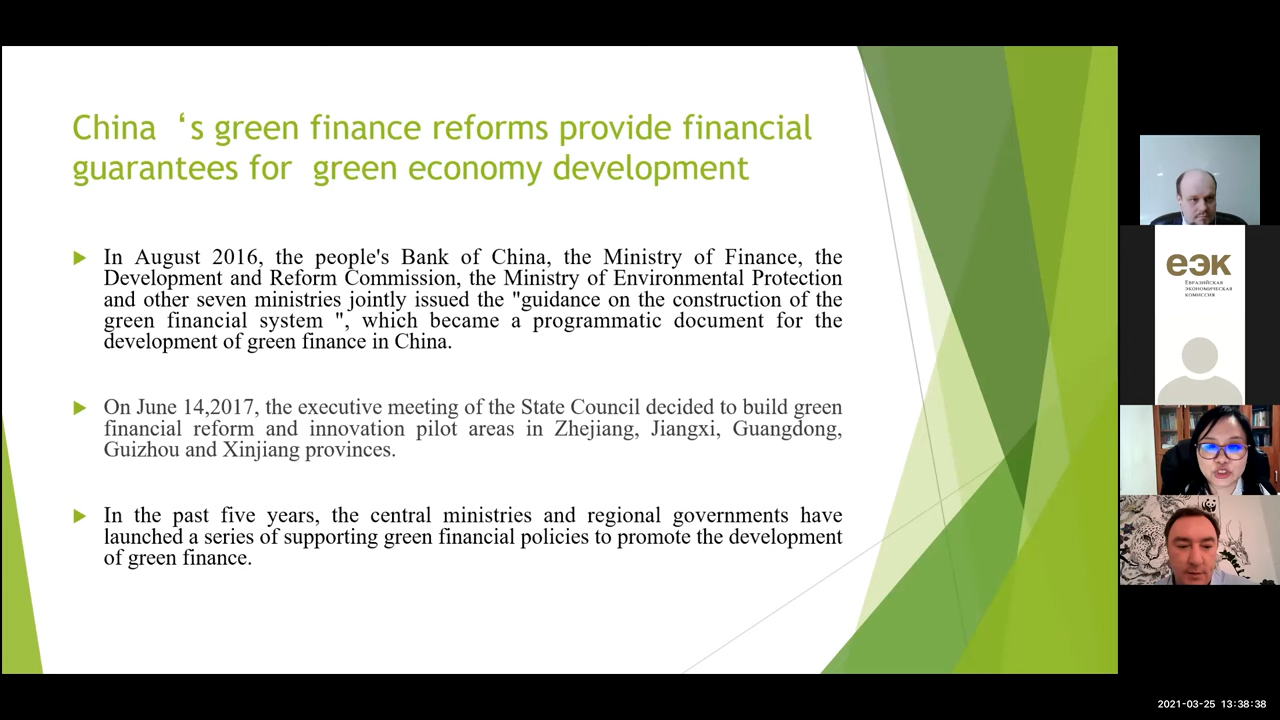 China ‘s green finance reforms provide financial
guarantees for green economy development
In August 2016, the people's Bank of China, the Ministry of Finance, the
Development and Reform Commission, the Ministry of Environmental Protection
and other seven ministries jointly issued the "guidance on the construction of the
green financial system ", which became a programmatic document for the
development of green finance in China.
On June 14,2017, the executive meeting of the State Council decided to build green
financial reform and innovation pilot areas in Zhejiang, Jiangxi, Guangdong,
Guizhou and Xinjiang provinces.
In the past five years, the central ministries and regional governments have
launched a series of supporting green financial policies to promote the development
of green finance.
еэк
ЕВРАЗИЙСКАЯ
ЭКОНОМИЧЕСКАЯ
КОМИССИЯ
2021-03-25 13:38:38